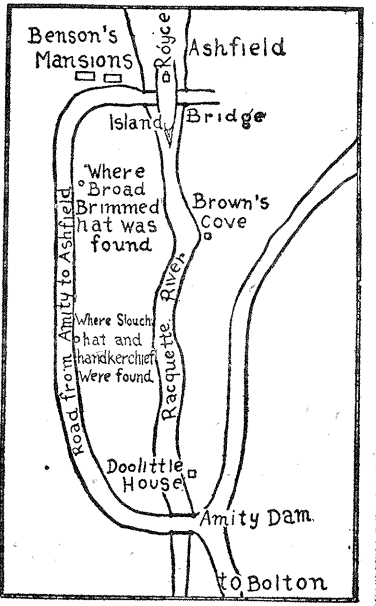 Benson's
Mansions
Royce
Ashfield
Island
Bridge
Where
Broad
Brimmed
hat was
found
Brown's
Cove
Road from Amity to Ashfield
Racquette River
Where Slouch
hat and
handkerchief
were found
Doolittle
House
Amity Dam.
to Bolton